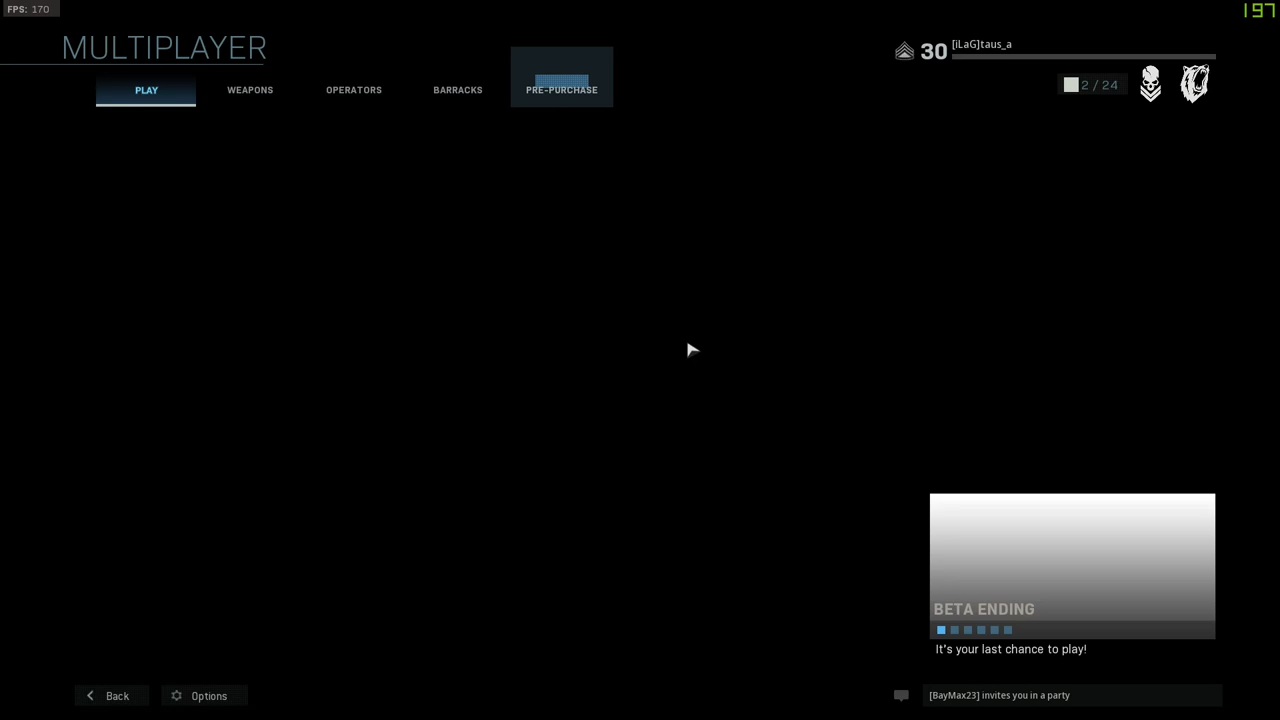 FPS: 170
197
MULTIPLAYER
[iLaG]taus_a
30
2 / 24
PLAY
WEAPONS
OPERATORS
BARRACKS
PRE-PURCHASE
BETA ENDING
It's your last chance to play!
Back
Options
[BayMax23] invites you in a party